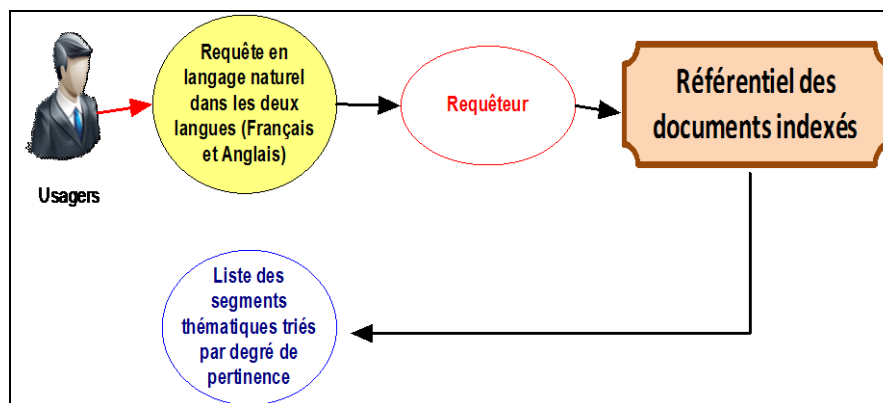 Usagers
Requête en
langage naturel
dans les deux
langues (Français
et Anglais)
Requêteur
Référentiel des
documents indexés
Liste des
segments
thématiques triés
par degré de
pertinence